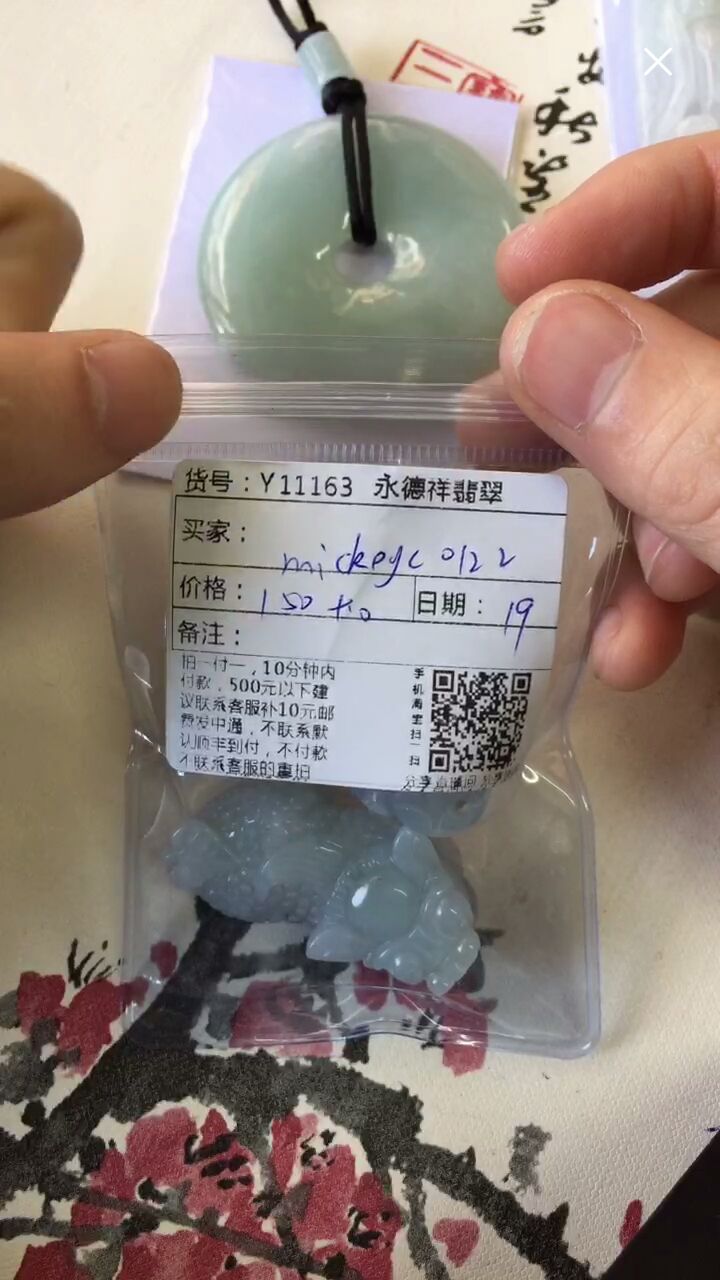 货号：Y11163 永德祥翡翠
买家： mickeyc0122
价格： 150
日期： 19
备注：
拍一付一，10分钟内
付款，500元以下建
议联系客服补10元邮
费发中通，不联系默
认顺丰到付，不付款
不联系客服的重拍
手机淘宝扫一扫